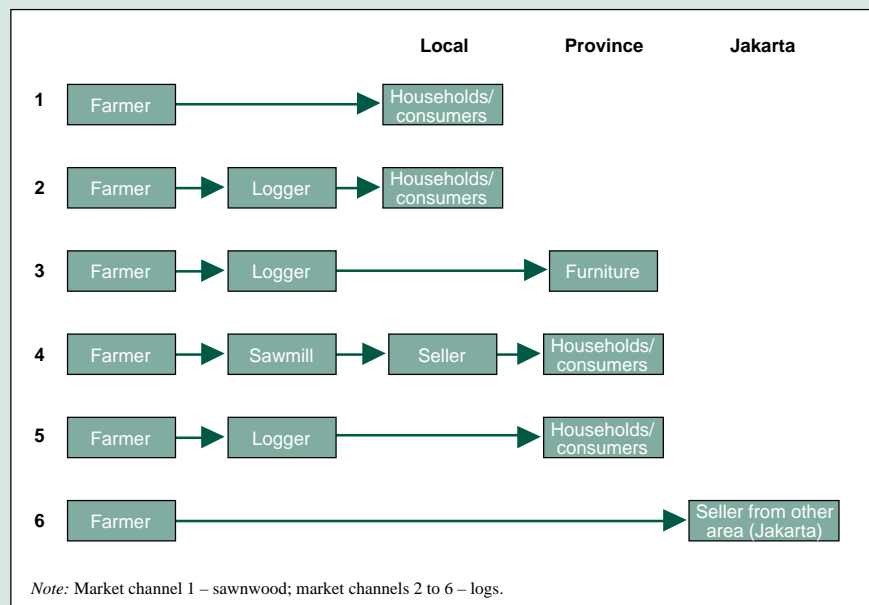 Local Province Jakarta
1 Farmer Households/
consumers
2 Farmer Logger Households/
consumers
3 Farmer Logger Furniture
4 Farmer Sawmill Seller Households/
consumers
5 Farmer Logger Households/
consumers
6 Farmer Seller from other
area (Jakarta)
Note: Market channel 1 – sawnwood; market channels 2 to 6 – logs.